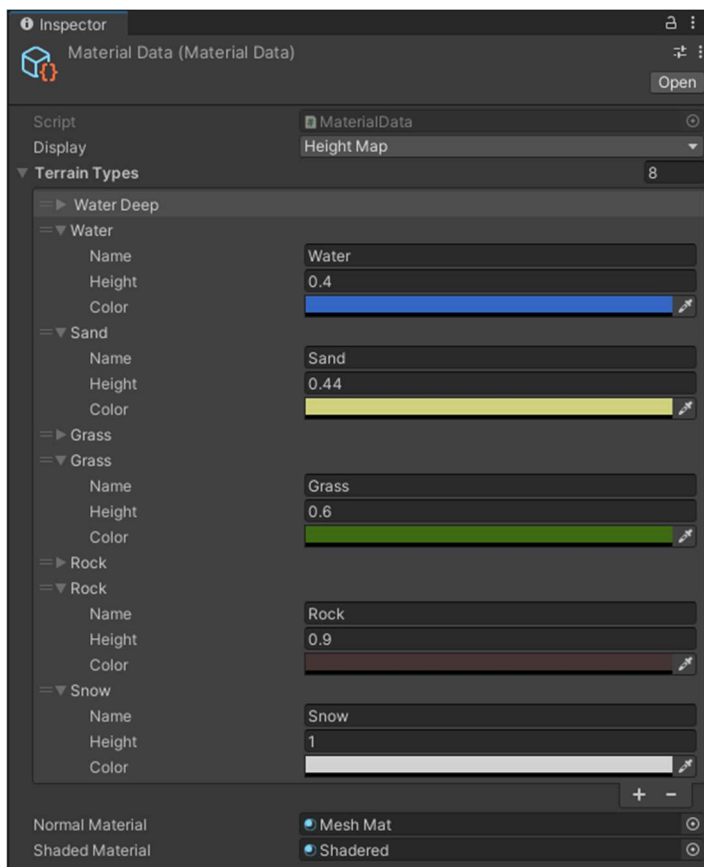 Inspector
Material Data (Material Data)
Open
Script MaterialData
Display Height Map
Terrain Types 8
Water Deep
Water
Name Water
Height 0.4
Color
Sand
Name Sand
Height 0.44
Color
Grass
Grass
Name Grass
Height 0.6
Color
Rock
Rock
Name Rock
Height 0.9
Color
Snow
Name Snow
Height 1
Color
+ -
Normal Material Mesh Mat
Shaded Material Shadered